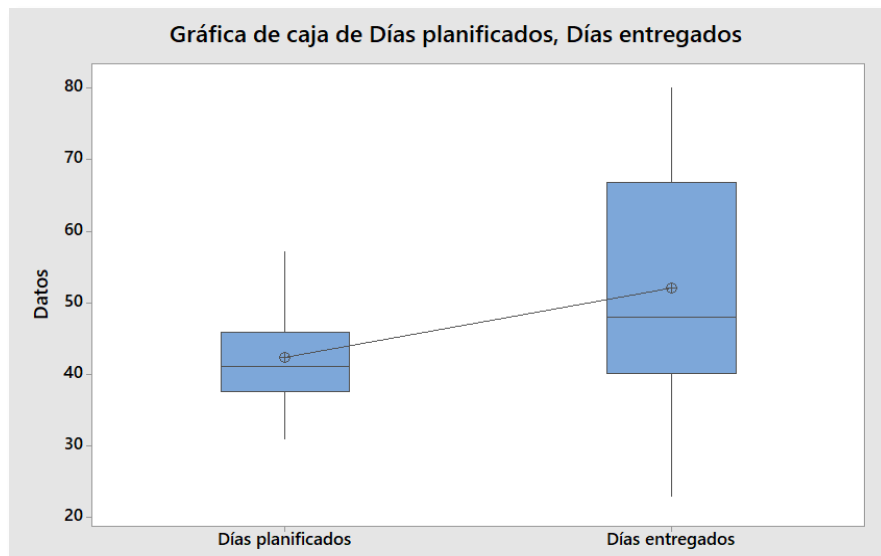 Gráfica de caja de Días planificados, Días entregados
80
70
60
50
40
30
20
Datos
Días planificados
Días entregados